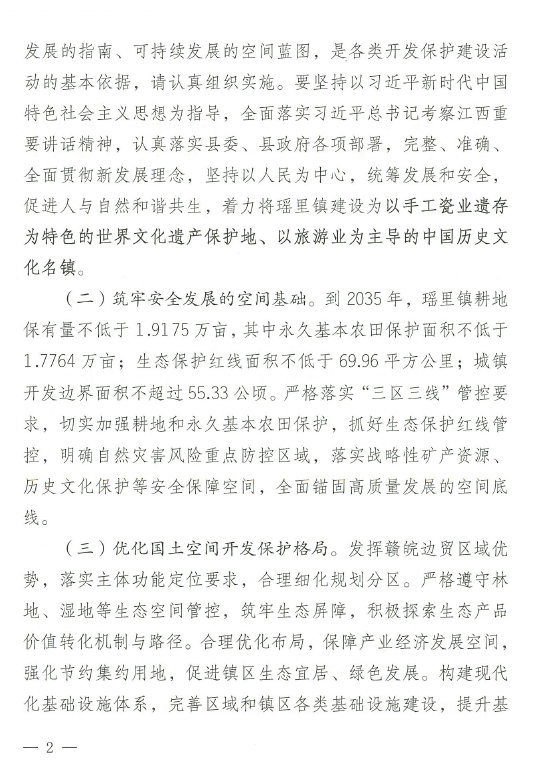 发展的指南、可持续发展的空间蓝图，是各类开发保护建设活
动的基本依据，请认真组织实施。要坚持以习近平新时代中国
特色社会主义思想为指导，全面落实习近平总书记考察江西重
要讲话精神，认真落实县委、县政府各项部署，完整、准确、
全面贯彻新发展理念，坚持以人民为中心，统筹发展和安全，
促进人与自然和谐共生，着力将瑶里镇建设为以手工瓷业遗存
为特色的世界文化遗产保护地、以旅游业为主导的中国历史文
化名镇。
（二）筑牢安全发展的空间基础。到 2035 年，瑶里镇耕地
保有量不低于 1.9175 万亩，其中永久基本农田保护面积不低于
1.7764 万亩；生态保护红线面积不低于 69.96 平方公里；城镇
开发边界面积不超过 55.33 公顷。严格落实“三区三线”管控要
求，切实加强耕地和永久基本农田保护，抓好生态保护红线管
控，明确自然灾害风险重点防控区域，落实战略性矿产资源、
历史文化保护等安全保障空间，全面锚固高质量发展的空间底
线。
（三）优化国土空间开发保护格局。发挥赣皖边贸区域优
势，落实主体功能定位要求，合理细化规划分区。严格遵守林
地、湿地等生态空间管控，筑牢生态屏障，积极探索生态产品
价值转化机制与路径。合理优化布局，保障产业经济发展空间，
强化节约集约用地，促进镇区生态宜居、绿色发展。构建现代
化基础设施体系，完善区域和镇区各类基础设施建设，提升基
— 2 —